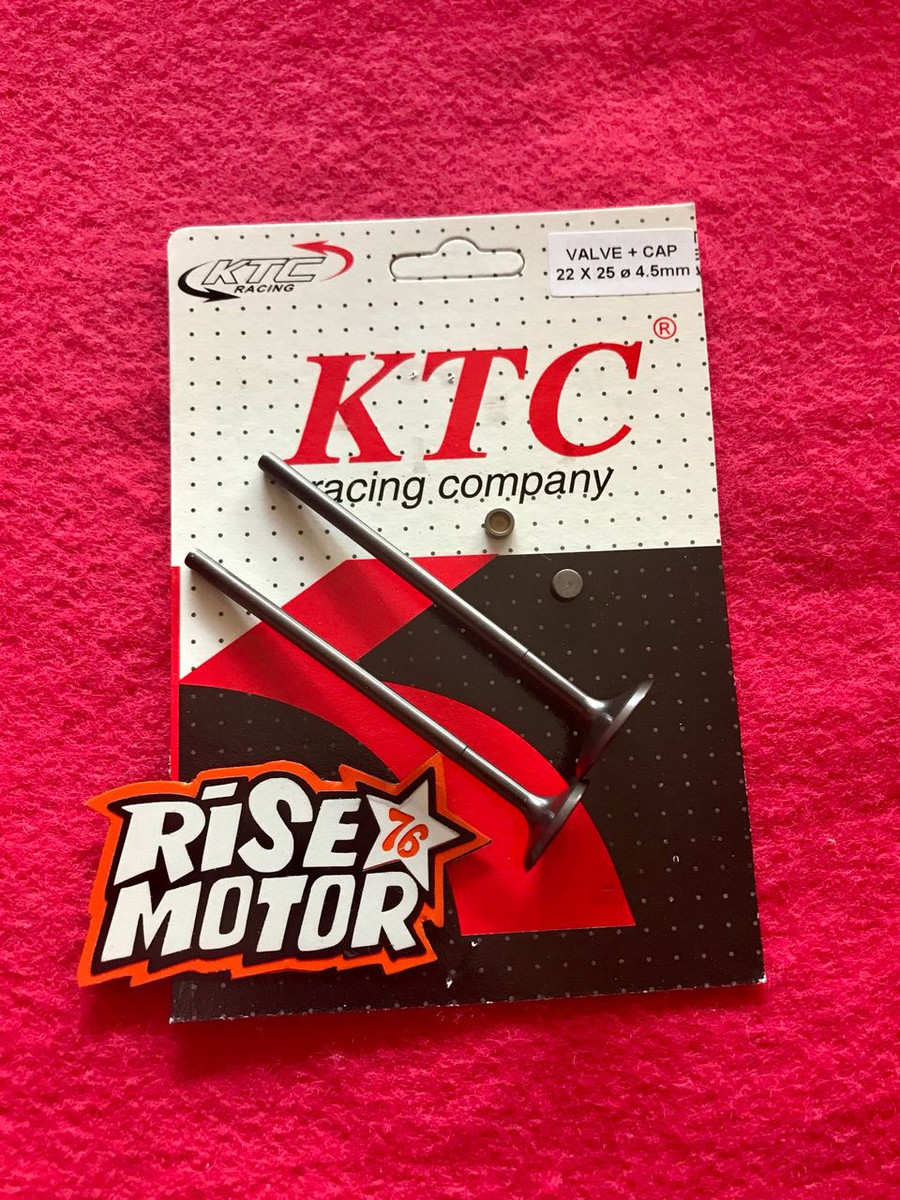 KTC
RACING
VALVE + CAP
22 X 25 ø 4.5mm
KTC®
racing company
RiSE
76
MOTOR